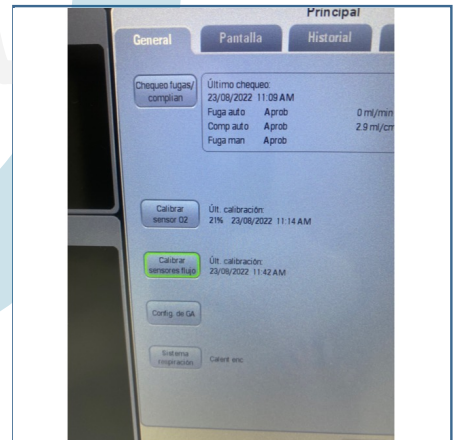 Principal
General Pantalla Historial
Chequeo fugas/
complian
Último chequeo:
23/08/2022 11:09 AM
Fuga auto Aprob 0 ml/min
Comp auto Aprob 2.9 ml/cm
Fuga man Aprob
Calibrar
sensor O2
Últ. calibración:
21% 23/08/2022 11:14 AM
Calibrar
sensores flujo
Últ. calibración:
23/08/2022 11:42 AM
Config. de GA
Sistema
respiración
Calent enc